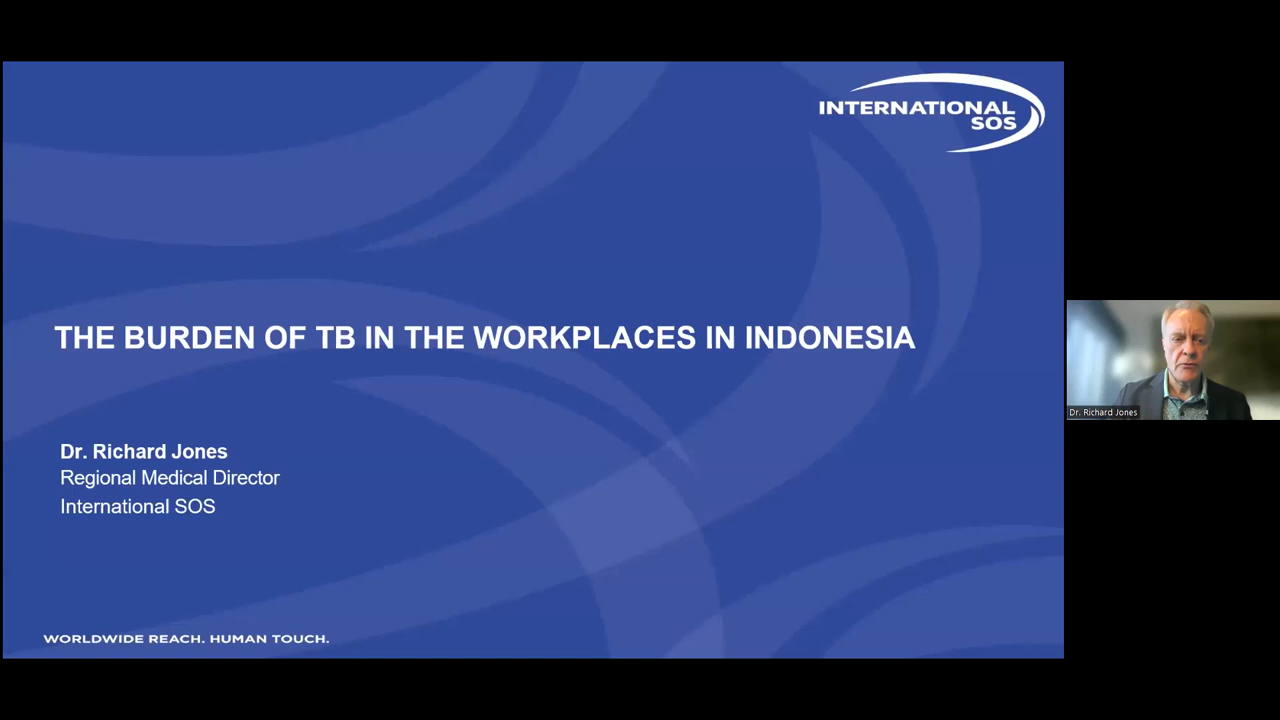 INTERNATIONAL
SOS
THE BURDEN OF TB IN THE WORKPLACES IN INDONESIA
Dr. Richard Jones
Regional Medical Director
International SOS
WORLDWIDE REACH. HUMAN TOUCH.
Dr. Richard Jones